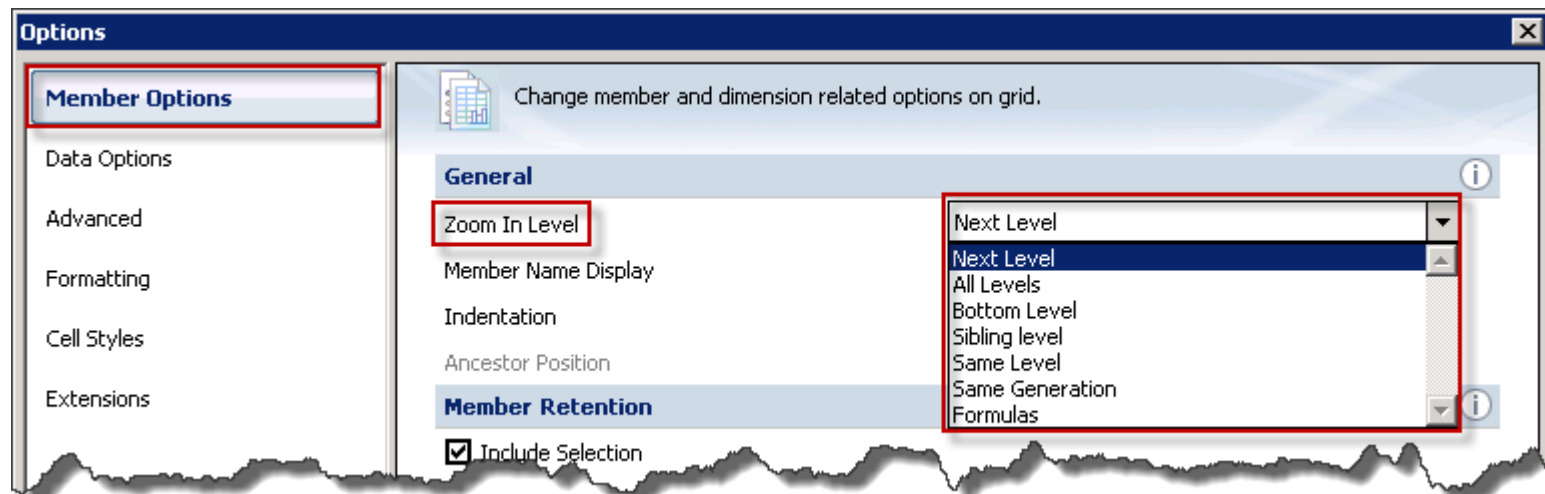 Options
Member Options
Data Options
Advanced
Formatting
Cell Styles
Extensions
Change member and dimension related options on grid.
General
Zoom In Level
Next Level
Member Name Display
Indentation
Ancestor Position
Next Level
All Levels
Bottom Level
Sibling level
Same Level
Same Generation
Formulas
Member Retention
Include Selection